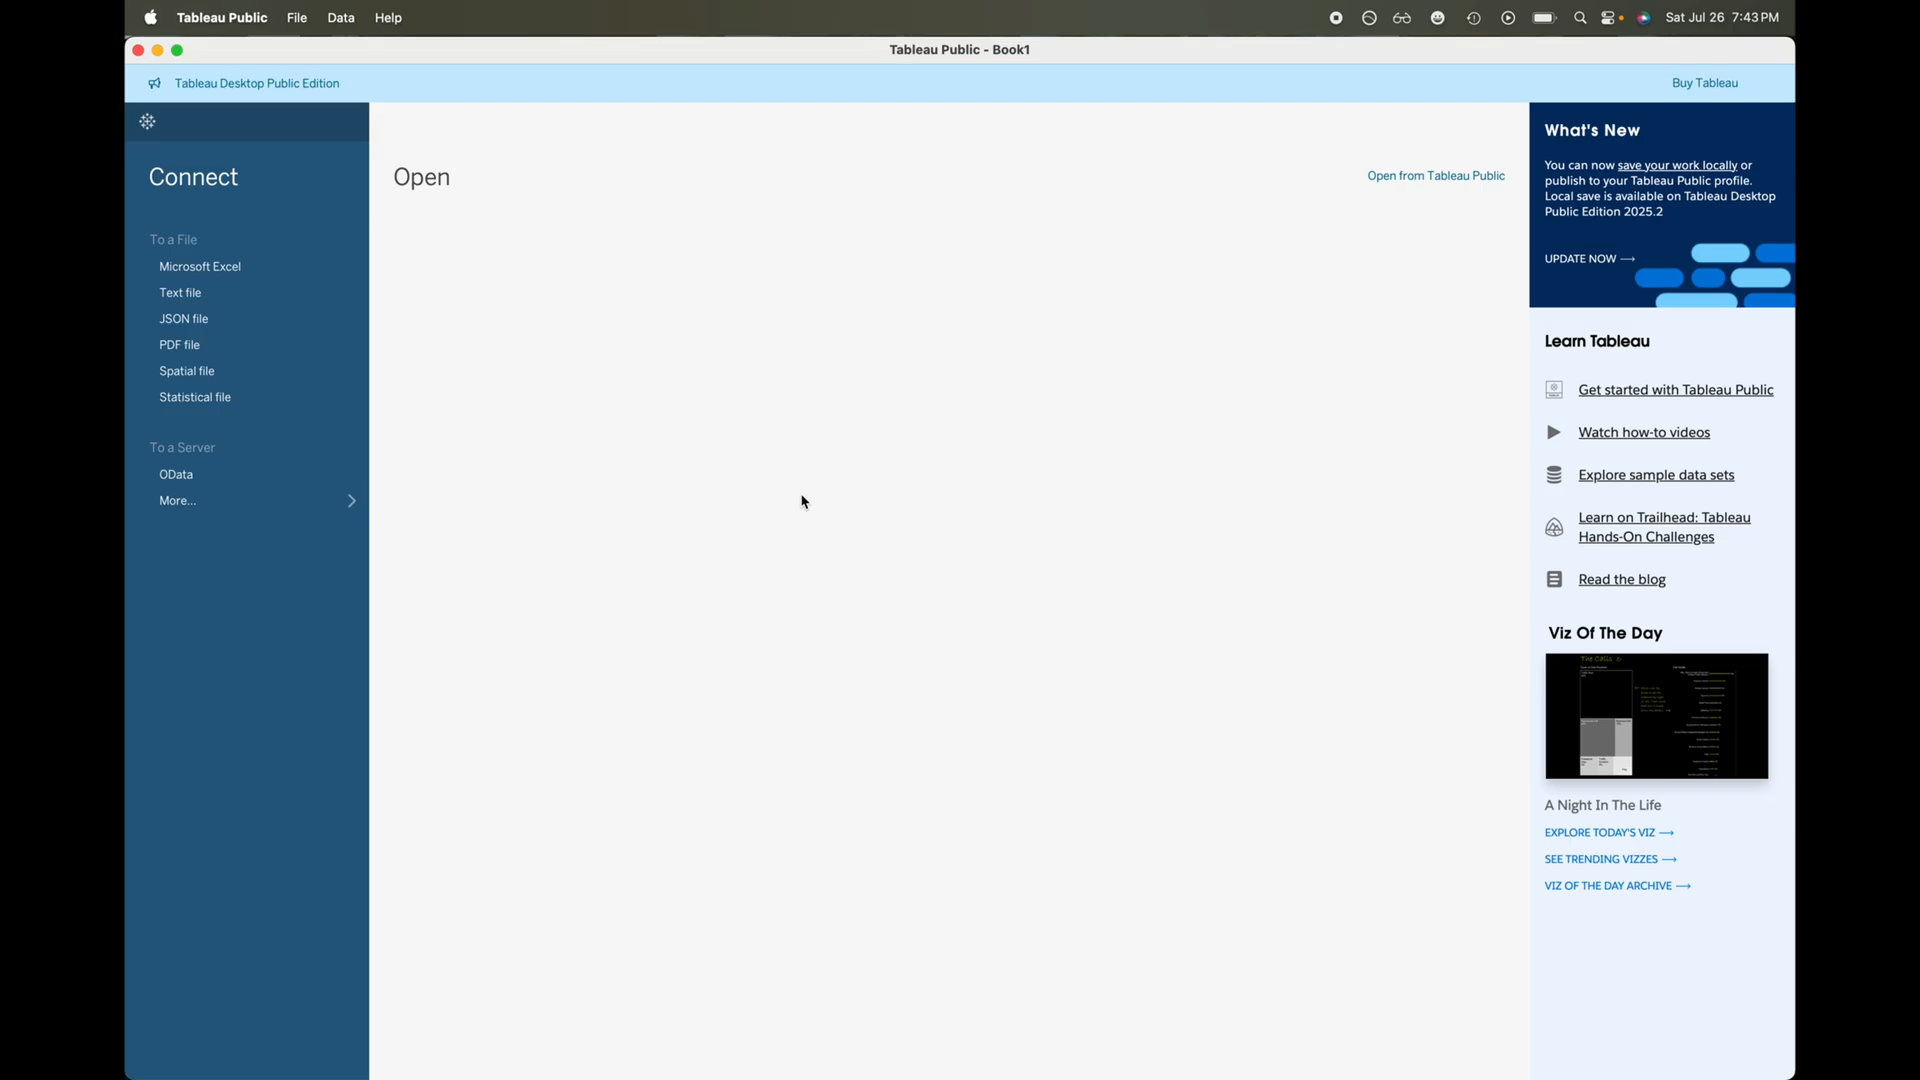 Tableau Public File Data Help
Sat Jul 26 7:43 PM
Tableau Public - Book1
Tableau Desktop Public Edition
Buy Tableau
Connect
To a File
Microsoft Excel
Text file
JSON file
PDF file
Spatial file
Statistical file
To a Server
OData
More...
Open
Open from Tableau Public
What's New
You can now save your work locally or
publish to your Tableau Public profile.
Local save is available on Tableau Desktop
Public Edition 2025.2
UPDATE NOW →
Learn Tableau
Get started with Tableau Public
Watch how-to videos
Explore sample data sets
Learn on Trailhead: Tableau
Hands-On Challenges
Read the blog
Viz Of The Day
The Calls
A Night In The Life
EXPLORE TODAY'S VIZ →
SEE TRENDING VIZZES →
VIZ OF THE DAY ARCHIVE →